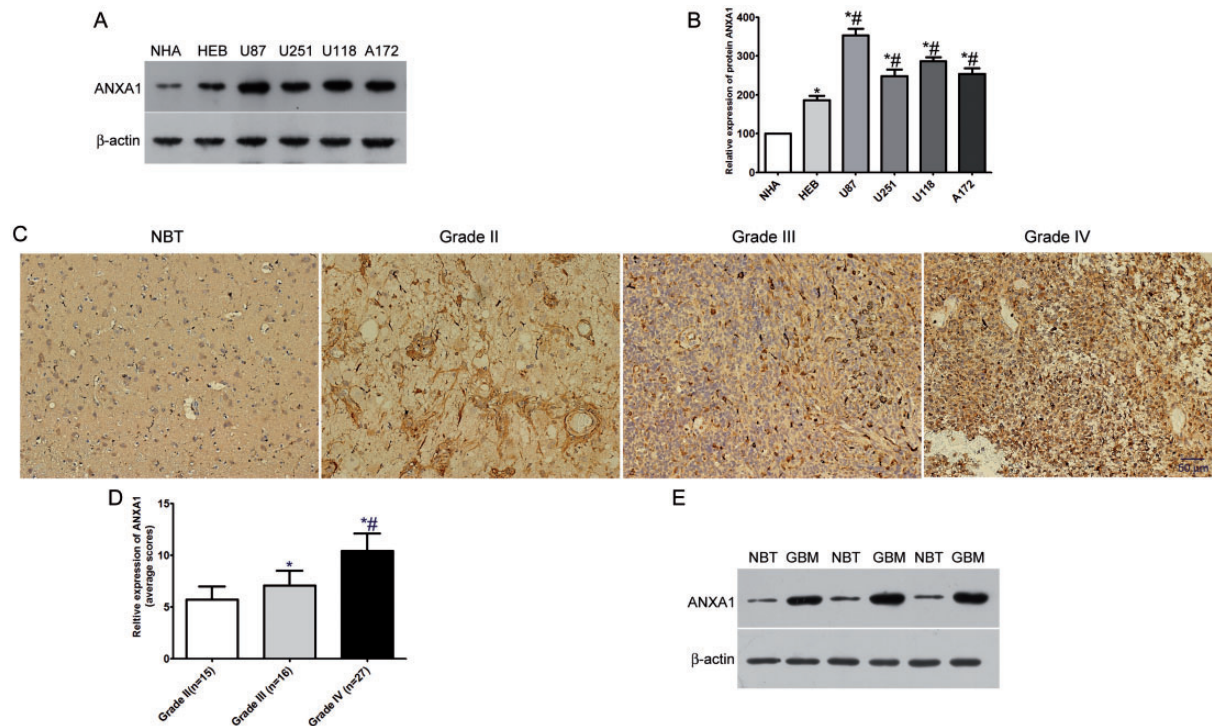 A
NHA HEB U87 U251 U118 A172
ANXA1
β-actin
B
Relative expression of protein ANXA1
400
300
200
100
0
*
*#
*#
*#
*#
NHA
HEB
U87
U251
U118
A172
C
NBT
Grade II
Grade III
Grade IV
50 μm
D
Reltive expression of ANXA1
(average scores)
15
10
5
0
*
*#
Grade II(n=15)
Grade III (n=16)
Grade IV (n=27)
E
NBT GBM NBT GBM NBT GBM
ANXA1
β-actin